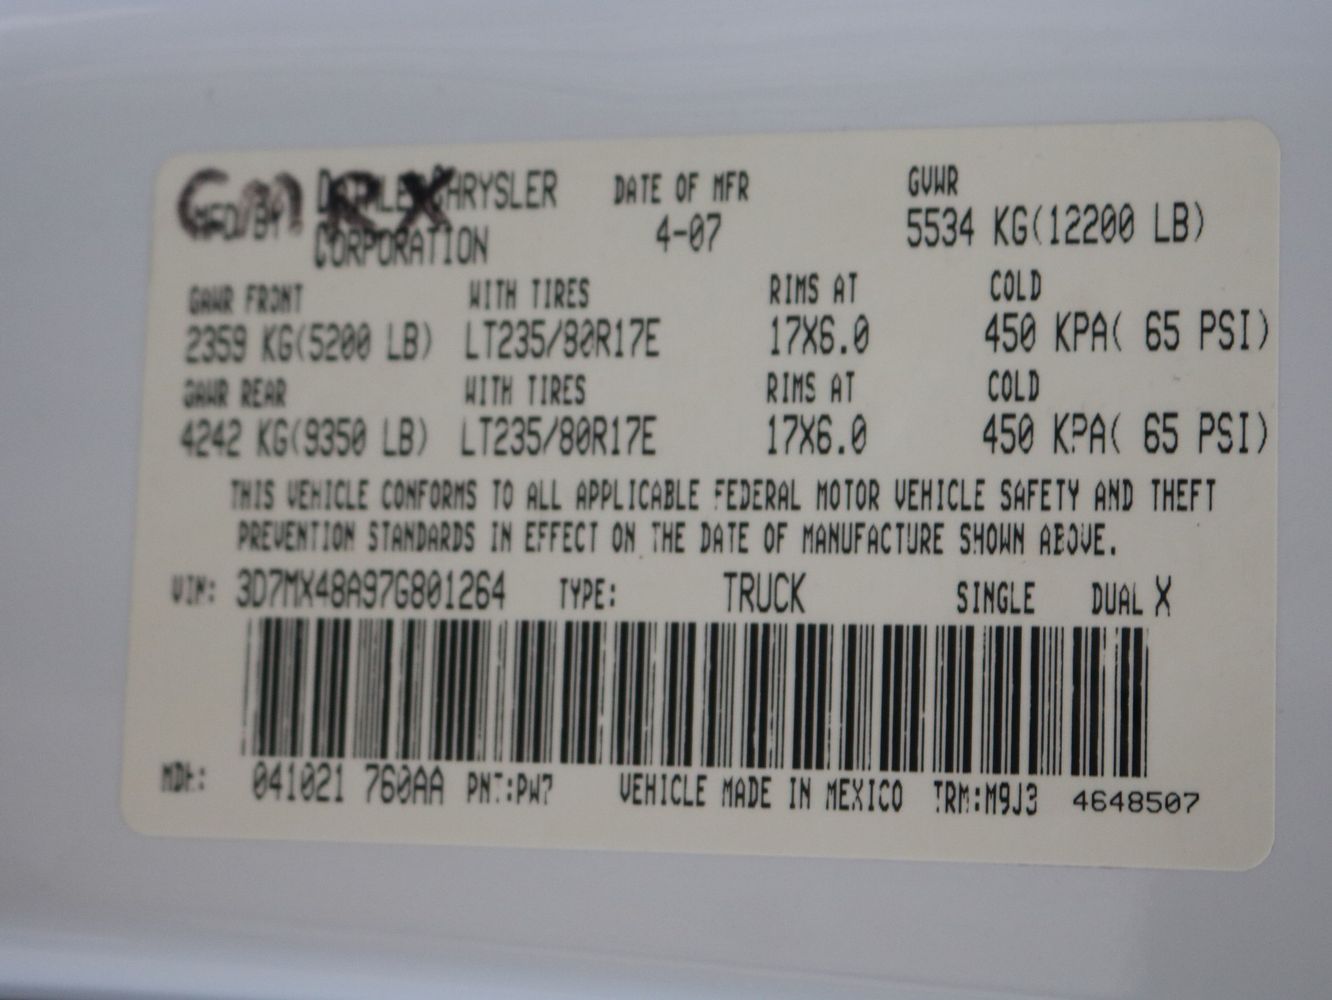 MFD BY DAIMLERCHRYSLER CORPORATION DATE OF MFR 4-07 GVWR 5534 KG(12200 LB)
GAWR FRONT WITH TIRES RIMS AT COLD
2359 KG(5200 LB) LT235/80R17E 17X6.0 450 KPA( 65 PSI)
GAWR REAR WITH TIRES RIMS AT COLD
4242 KG(9350 LB) LT235/80R17E 17X6.0 450 KPA( 65 PSI)
THIS VEHICLE CONFORMS TO ALL APPLICABLE FEDERAL MOTOR VEHICLE SAFETY AND THEFT
PREVENTION STANDARDS IN EFFECT ON THE DATE OF MANUFACTURE SHOWN ABOVE.
VIN: 3D7MX48A97G801264 TYPE: TRUCK SINGLE DUAL X
MDH: 041021 760AA PNT:PW7 VEHICLE MADE IN MEXICO TRM:M9J3 4648507